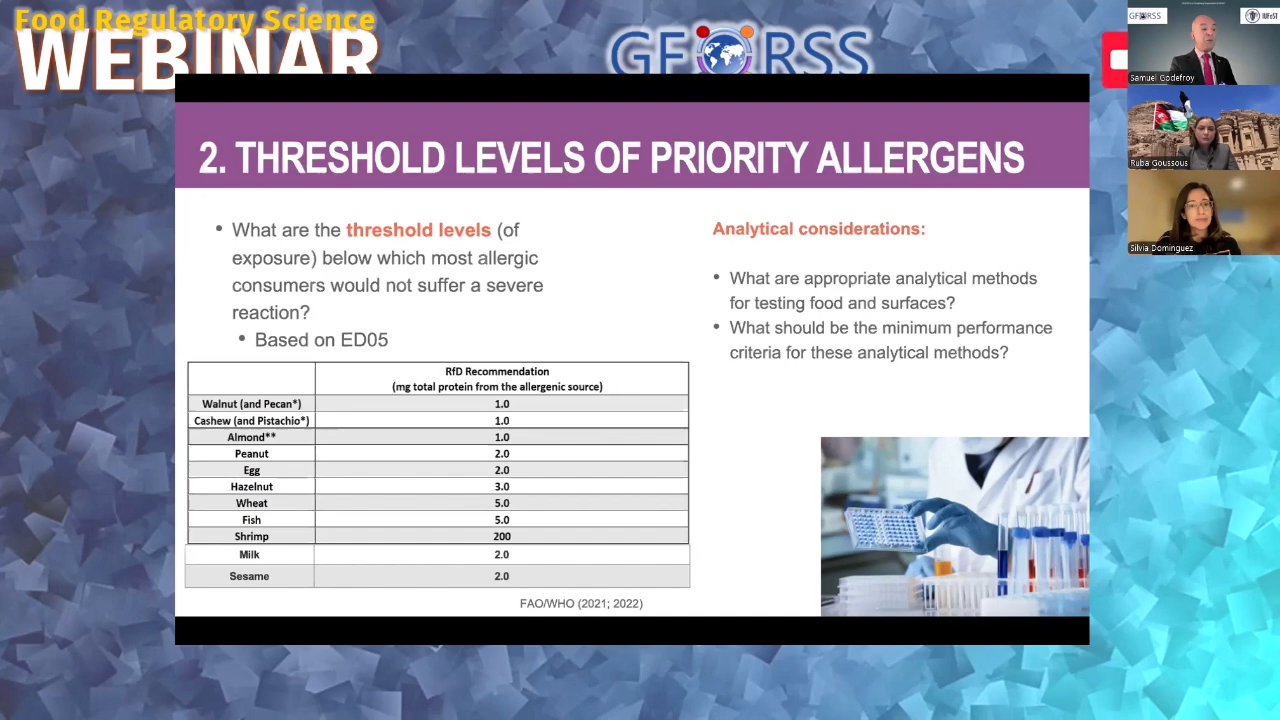 Food Regulatory Science
WEBINAR
GFORSS
GFORSS
IUFoST
Samuel Godefroy
Ruba Goussous
Silvia Dominguez
2. THRESHOLD LEVELS OF PRIORITY ALLERGENS
• What are the threshold levels (of
exposure) below which most allergic
consumers would not suffer a severe
reaction?
• Based on ED05
RfD Recommendation
(mg total protein from the allergenic source)
Walnut (and Pecan*) 1.0
Cashew (and Pistachio*) 1.0
Almond** 1.0
Peanut 2.0
Egg 2.0
Hazelnut 3.0
Wheat 5.0
Fish 5.0
Shrimp 200
Milk 2.0
Sesame 2.0
FAO/WHO (2021; 2022)
Analytical considerations:
• What are appropriate analytical methods
for testing food and surfaces?
• What should be the minimum performance
criteria for these analytical methods?